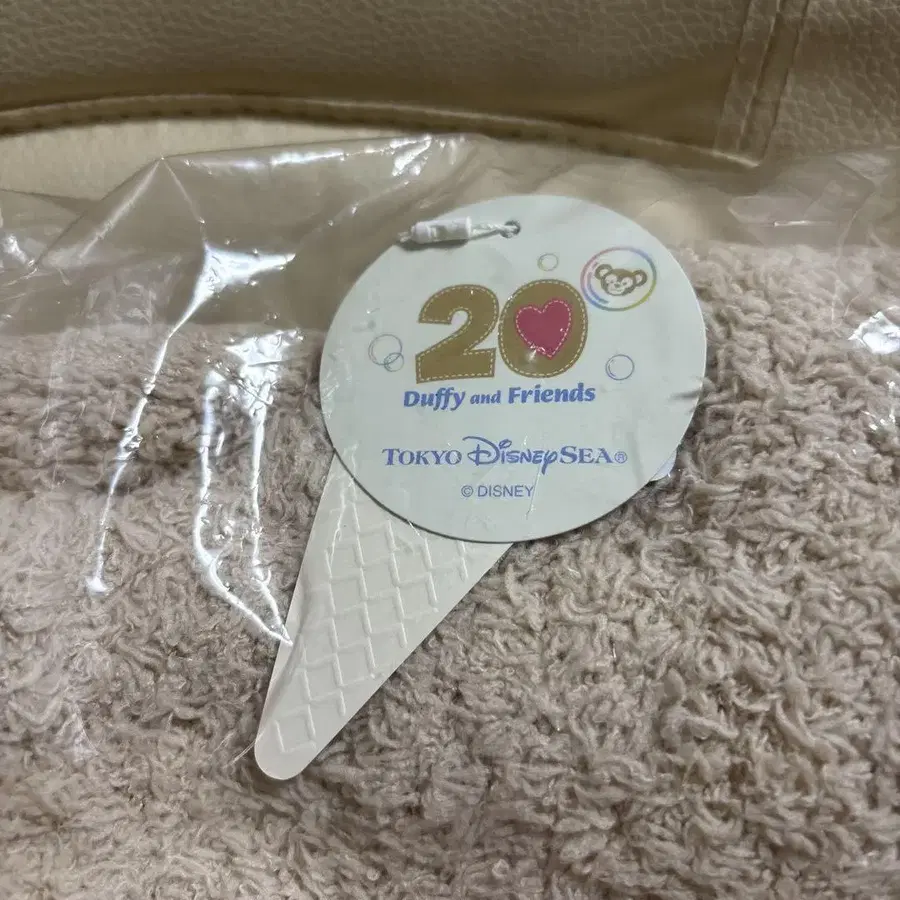 20
Duffy and Friends
TOKYO DISNEYSEA®
© DISNEY